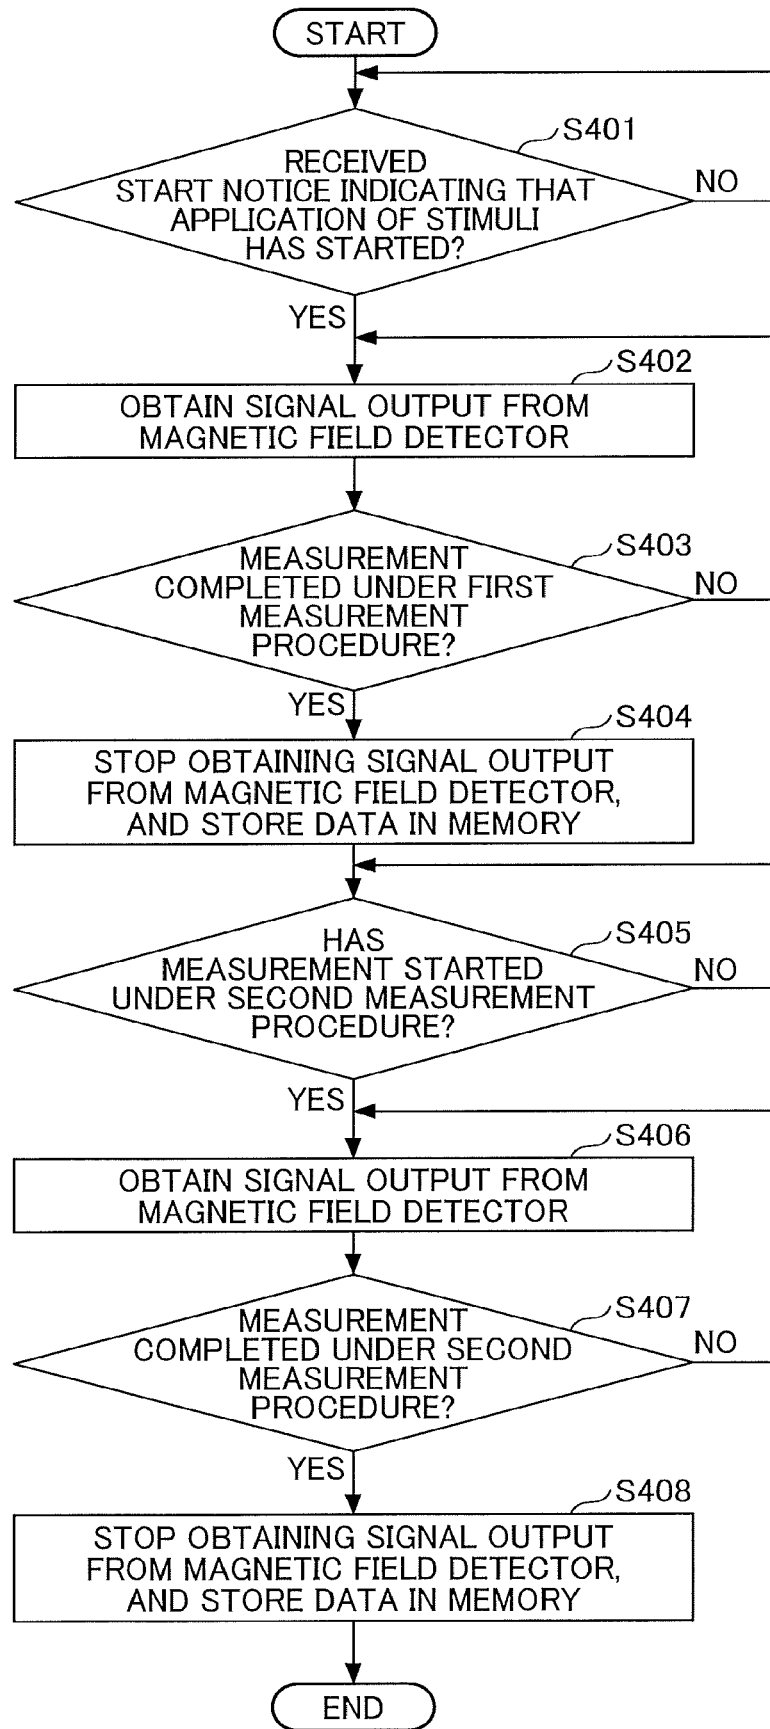 START
S401
RECEIVED
START NOTICE INDICATING THAT
APPLICATION OF STIMULI
HAS STARTED?
NO
YES
S402
OBTAIN SIGNAL OUTPUT FROM
MAGNETIC FIELD DETECTOR
S403
MEASUREMENT
COMPLETED UNDER FIRST
MEASUREMENT
PROCEDURE?
NO
YES
S404
STOP OBTAINING SIGNAL OUTPUT
FROM MAGNETIC FIELD DETECTOR,
AND STORE DATA IN MEMORY
S405
HAS
MEASUREMENT STARTED
UNDER SECOND MEASUREMENT
PROCEDURE?
NO
YES
S406
OBTAIN SIGNAL OUTPUT FROM
MAGNETIC FIELD DETECTOR
S407
MEASUREMENT
COMPLETED UNDER SECOND
MEASUREMENT
PROCEDURE?
NO
YES
S408
STOP OBTAINING SIGNAL OUTPUT
FROM MAGNETIC FIELD DETECTOR,
AND STORE DATA IN MEMORY
END